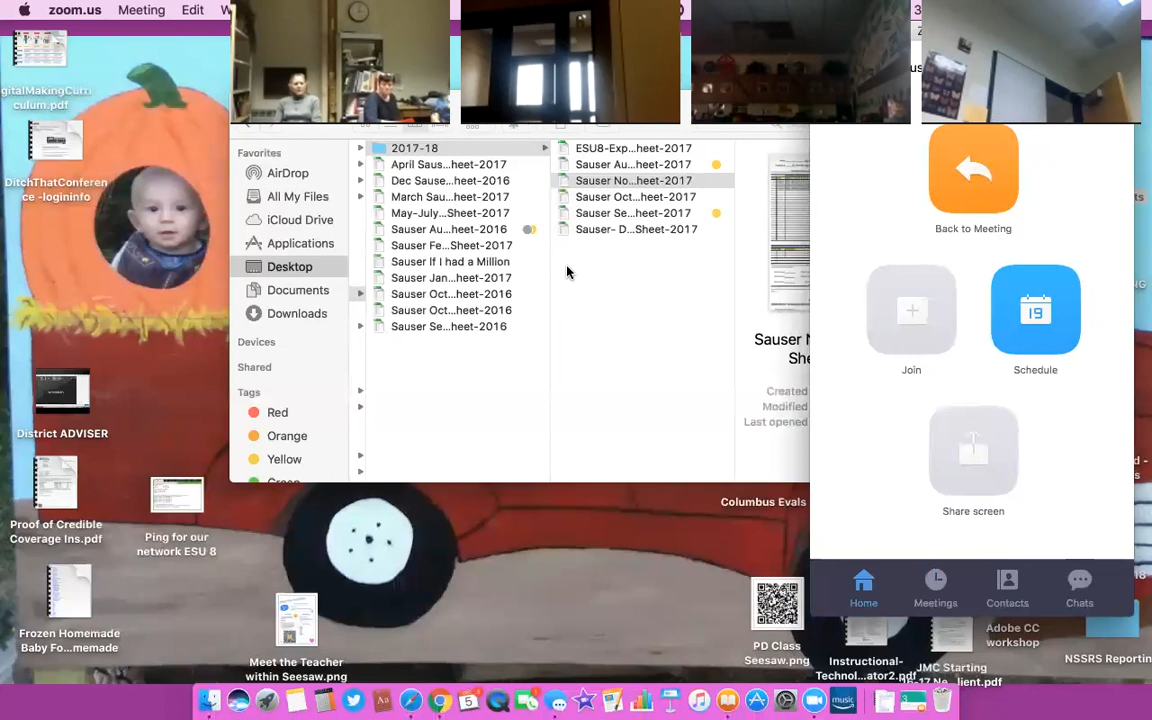 zoom.us Meeting Edit
gitalMakingCurri
culum.pdf
DitchThatConferen
ce -logininfo
District ADVISER
Proof of Credible
Coverage Ins.pdf
Ping for our
network ESU 8
Frozen Homemade
Baby Fo...memade
Meet the Teacher
within Seesaw.png
Favorites
AirDrop
All My Files
iCloud Drive
Applications
Desktop
Documents
Downloads
Devices
Shared
Tags
Red
Orange
Yellow
2017-18
April Saus...heet-2017
Dec Sause...heet-2016
March Sau...heet-2017
May-July...Sheet-2017
Sauser Au...heet-2016
Sauser Fe...Sheet-2017
Sauser If I had a Million
Sauser Jan...heet-2017
Sauser Oct...heet-2016
Sauser Oct...heet-2016
Sauser Se...heet-2016
ESU8-Exp...heet-2017
Sauser Au...heet-2017
Sauser No...heet-2017
Sauser Oct...heet-2017
Sauser Se...heet-2017
Sauser- D...Sheet-2017
Created
Modified
Last opened
Back to Meeting
Join
19
Schedule
Share screen
Home Meetings Contacts Chats
Columbus Evals
PD Class
Seesaw.png
Instructional-
Technol...ator2.pdf
Adobe CC
workshop
NSSRS Reportin
music